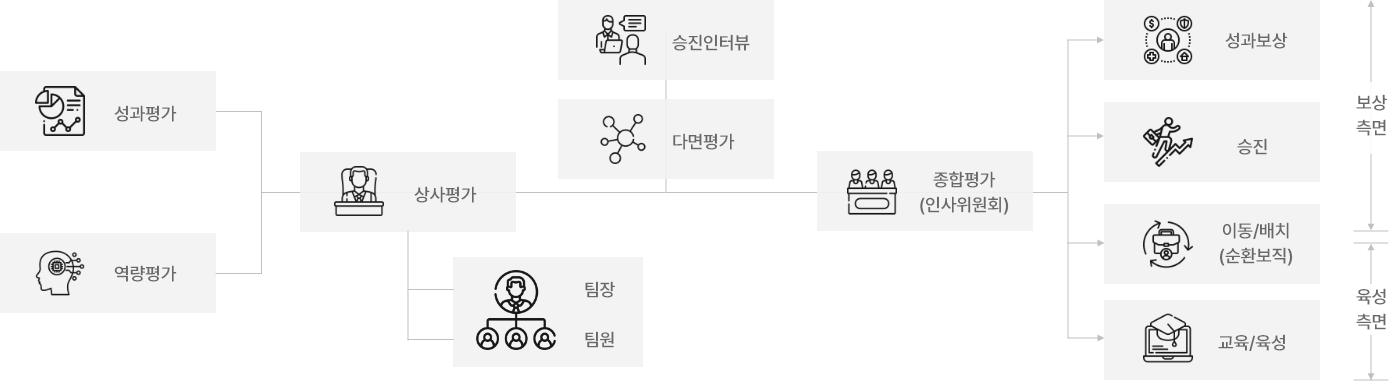 성과평가
역량평가
상사평가
팀장
팀원
승진인터뷰
다면평가
종합평가
(인사위원회)
성과보상
승진
이동/배치
(순환보직)
교육/육성
보상
측면
육성
측면